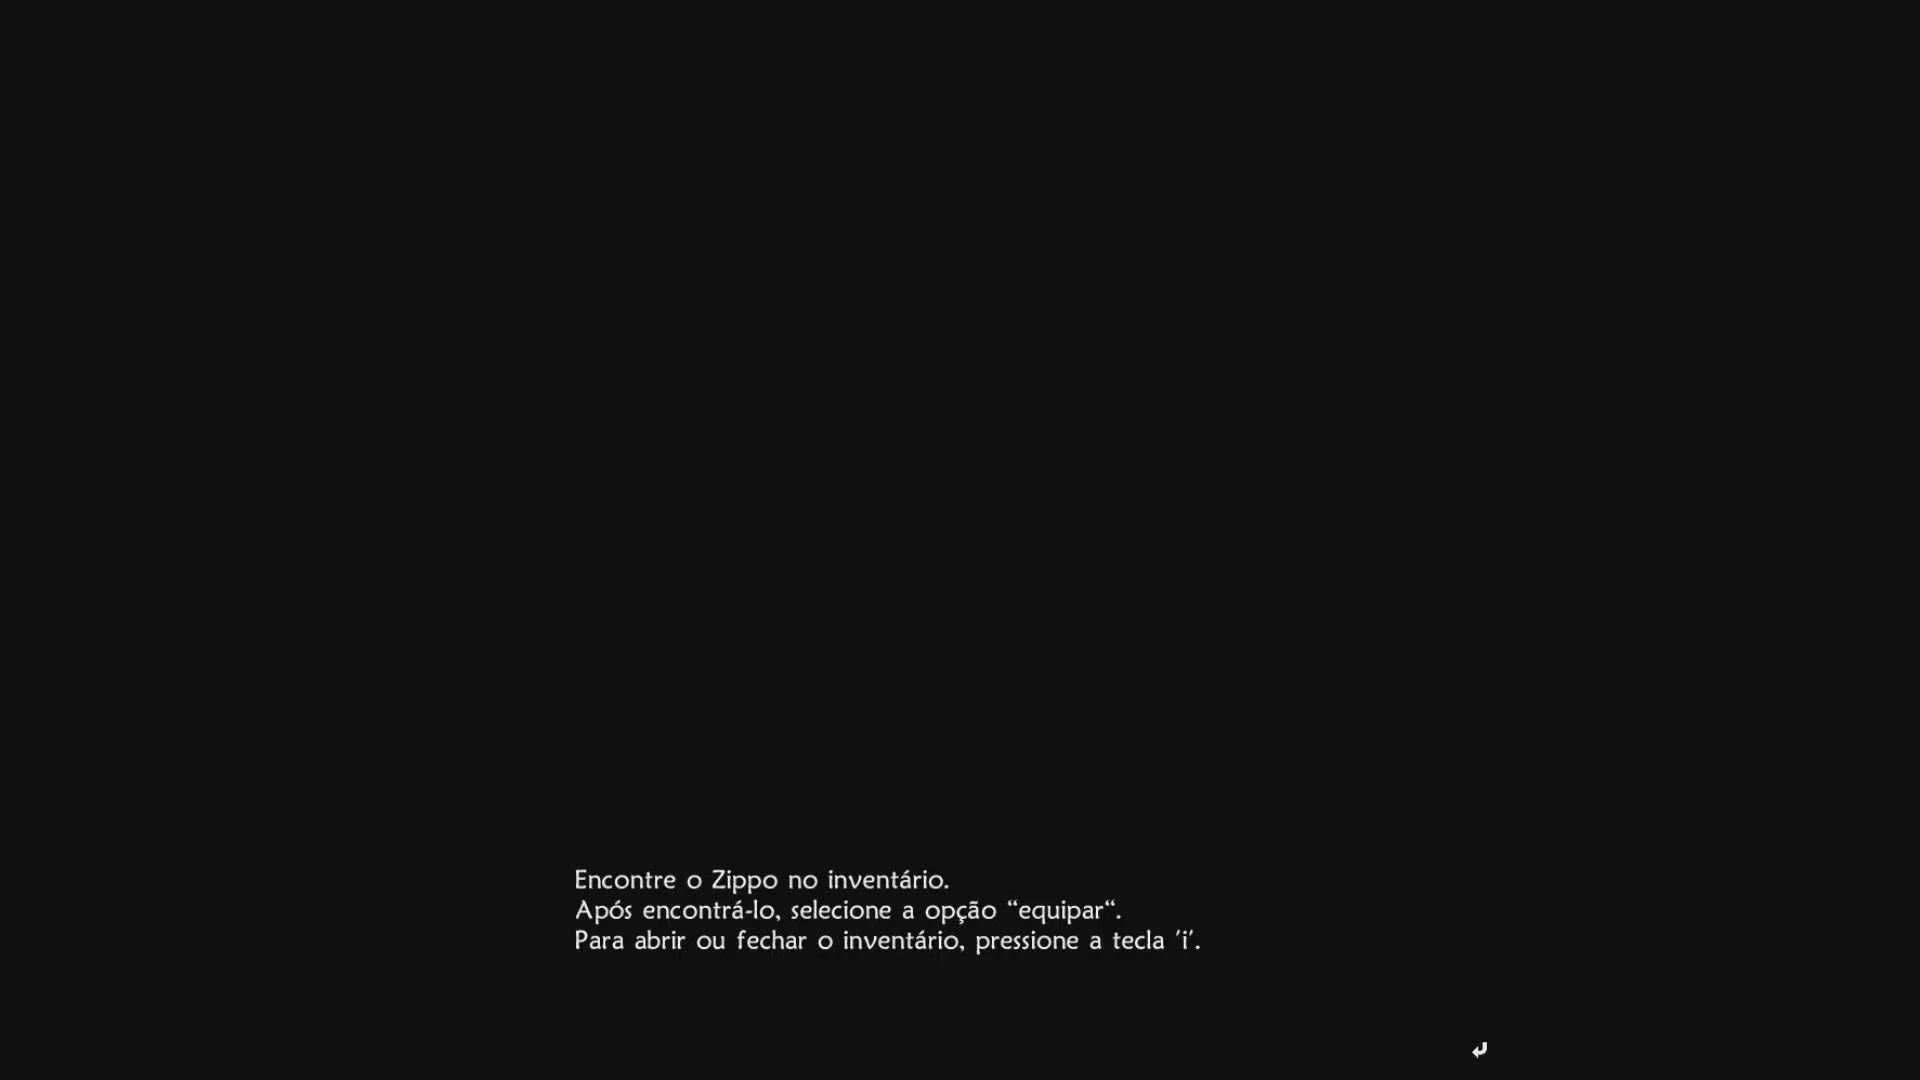 Encontre o Zippo no inventário.
Após encontrá-lo, selecione a opção “equipar“.
Para abrir ou fechar o inventário, pressione a tecla 'i'.